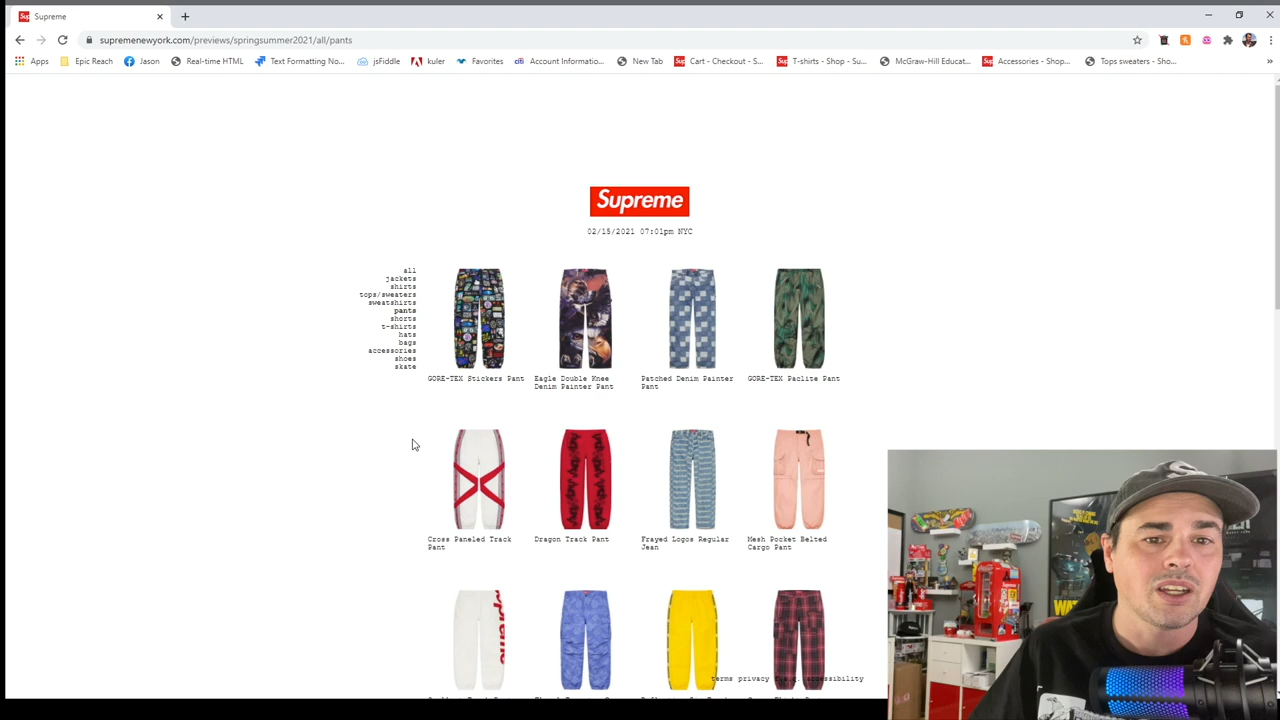 Supreme
supremenewyork.com/previews/springsummer2021/all/pants
Apps
Epic Reach
Jason
Real-time HTML
Text Formatting No...
jsFiddle
kuler
Favorites
Account Informatio...
New Tab
Cart - Checkout - S...
T-shirts - Shop - Su...
McGraw-Hill Educat...
Accessories - Shop...
Tops sweaters - Sho...
»
Supreme
02/15/2021 07:01pm NYC
all
jackets
shirts
tops/sweaters
sweatshirts
pants
shorts
t-shirts
hats
bags
accessories
shoes
skate
GORE-TEX Stickers Pant
Eagle Double Knee
Denim Painter Pant
Patched Denim Painter
Pant
GORE-TEX Paclite Pant
Cross Paneled Track
Pant
Dragon Track Pant
Frayed Logos Regular
Jean
Mesh Pocket Belted
Cargo Pant
terms privacy f.a.q. accessibility